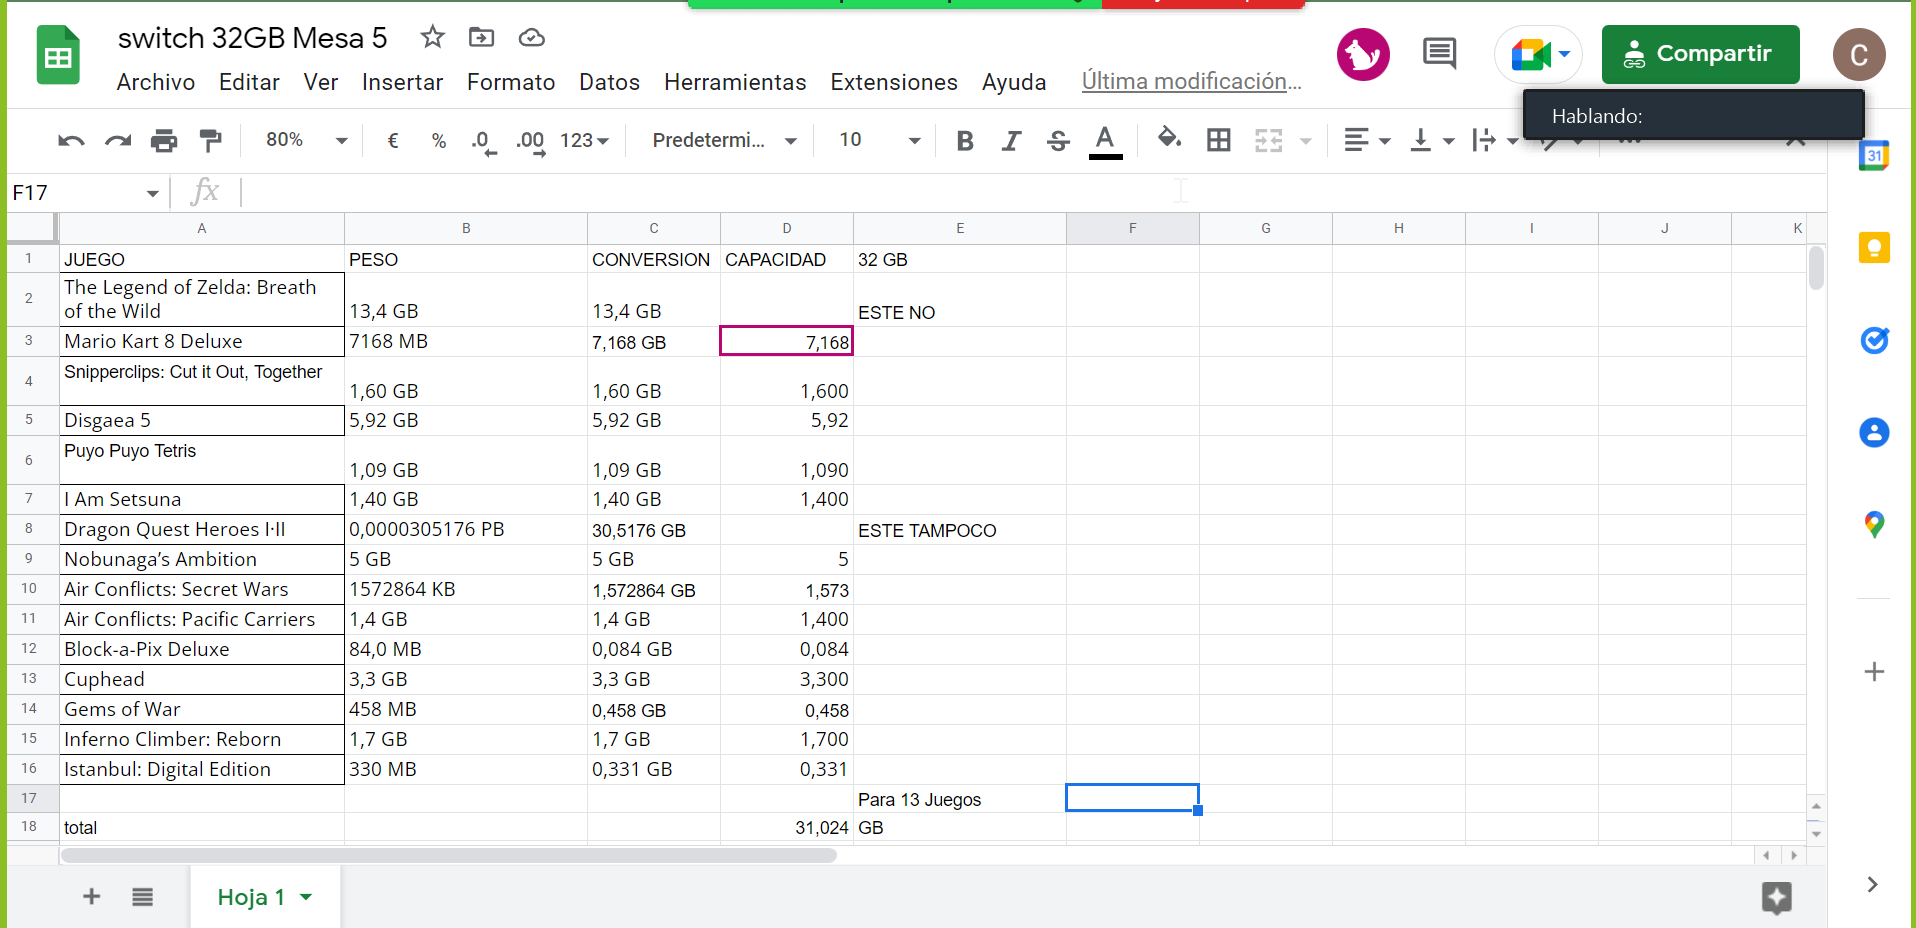 switch 32GB Mesa 5
Archivo Editar Ver Insertar Formato Datos Herramientas Extensiones Ayuda Última modificación...
Compartir
C
Hablando:
80% € % .0 .00 123 Predetermi... 10 B I S A
31
F17 fx
A B C D E F G H I J K
1 JUEGO PESO CONVERSION CAPACIDAD 32 GB
2 The Legend of Zelda: Breath
of the Wild 13,4 GB 13,4 GB ESTE NO
3 Mario Kart 8 Deluxe 7168 MB 7,168 GB 7,168
4 Snipperclips: Cut it Out, Together 1,60 GB 1,60 GB 1,600
5 Disgaea 5 5,92 GB 5,92 GB 5,92
6 Puyo Puyo Tetris 1,09 GB 1,09 GB 1,090
7 I Am Setsuna 1,40 GB 1,40 GB 1,400
8 Dragon Quest Heroes I·II 0,0000305176 PB 30,5176 GB ESTE TAMPOCO
9 Nobunaga’s Ambition 5 GB 5 GB 5
10 Air Conflicts: Secret Wars 1572864 KB 1,572864 GB 1,573
11 Air Conflicts: Pacific Carriers 1,4 GB 1,4 GB 1,400
12 Block-a-Pix Deluxe 84,0 MB 0,084 GB 0,084
13 Cuphead 3,3 GB 3,3 GB 3,300
14 Gems of War 458 MB 0,458 GB 0,458
15 Inferno Climber: Reborn 1,7 GB 1,7 GB 1,700
16 Istanbul: Digital Edition 330 MB 0,331 GB 0,331
17 Para 13 Juegos
18 total 31,024 GB
Hoja 1